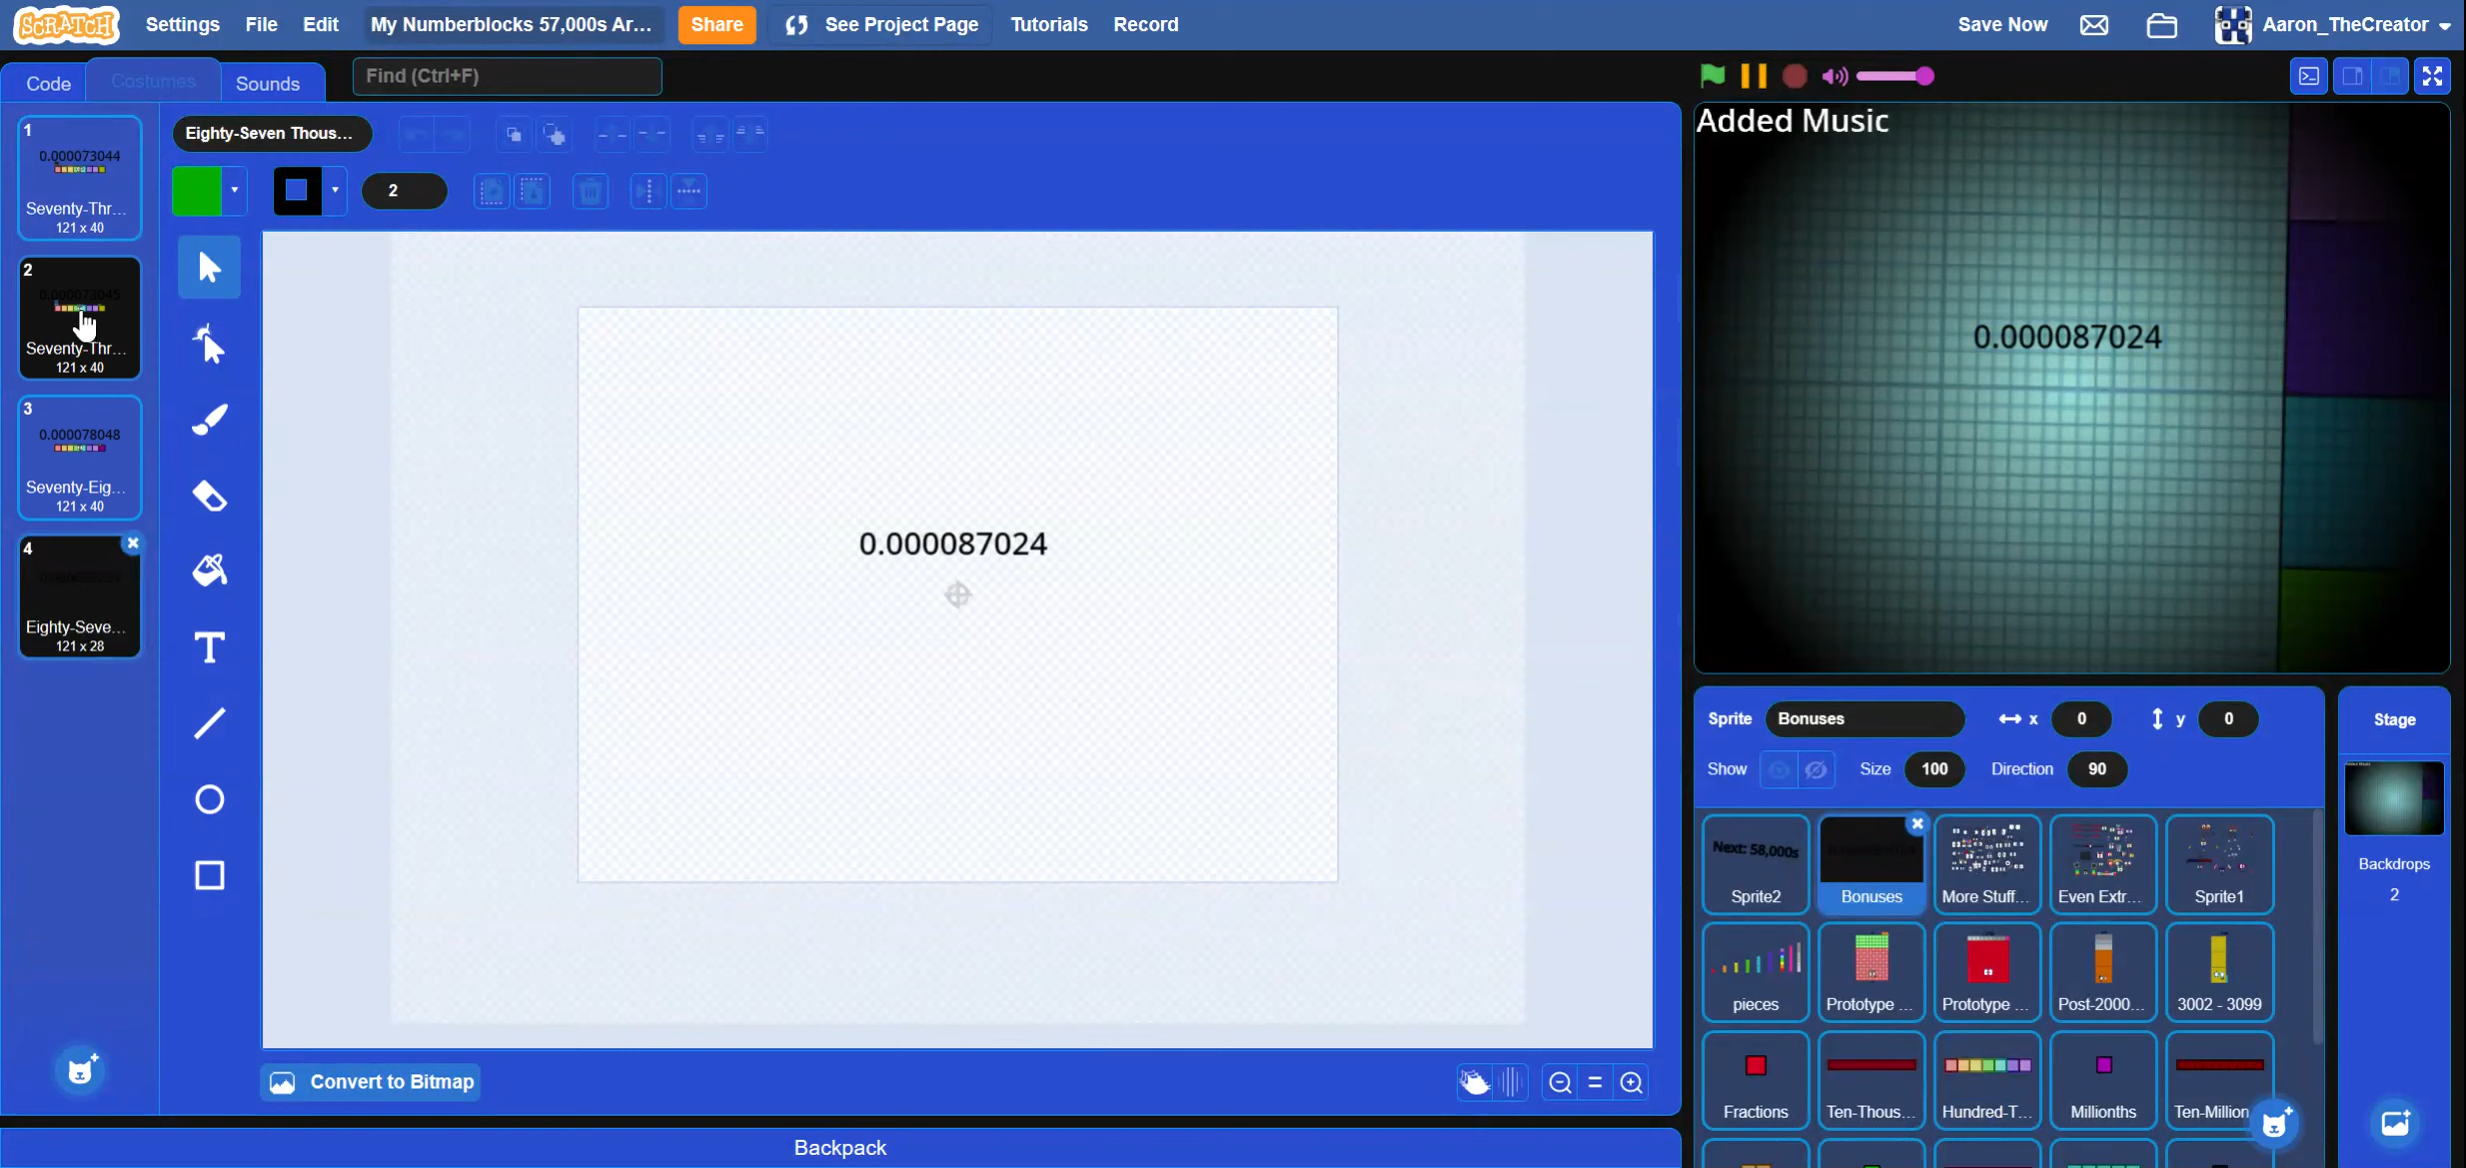 SCRATCH
Settings
File
Edit
My Numberblocks 57,000s Ar...
Share
See Project Page
Tutorials
Record
Save Now
Aaron_TheCreator
Code
Costumes
Sounds
Find (Ctrl+F)
1
0.000073044
Seventy-Thr...
121 x 40
2
0.000073045
Seventy-Thr...
121 x 40
3
0.000078048
Seventy-Eig...
121 x 40
4
Eighty-Seve...
121 x 28
Eighty-Seven Thous...
2
0.000087024
Convert to Bitmap
Backpack
Added Music
0.000087024
Sprite
Bonuses
x
0
y
0
Show
Size
100
Direction
90
Next: 58,000s
Sprite2
Bonuses
More Stuff...
Even Extr...
Sprite1
pieces
Prototype ...
Prototype ...
Post-2000...
3002 - 3099
Fractions
Ten-Thous...
Hundred-T...
Millionths
Ten-Million
Stage
Backdrops
2